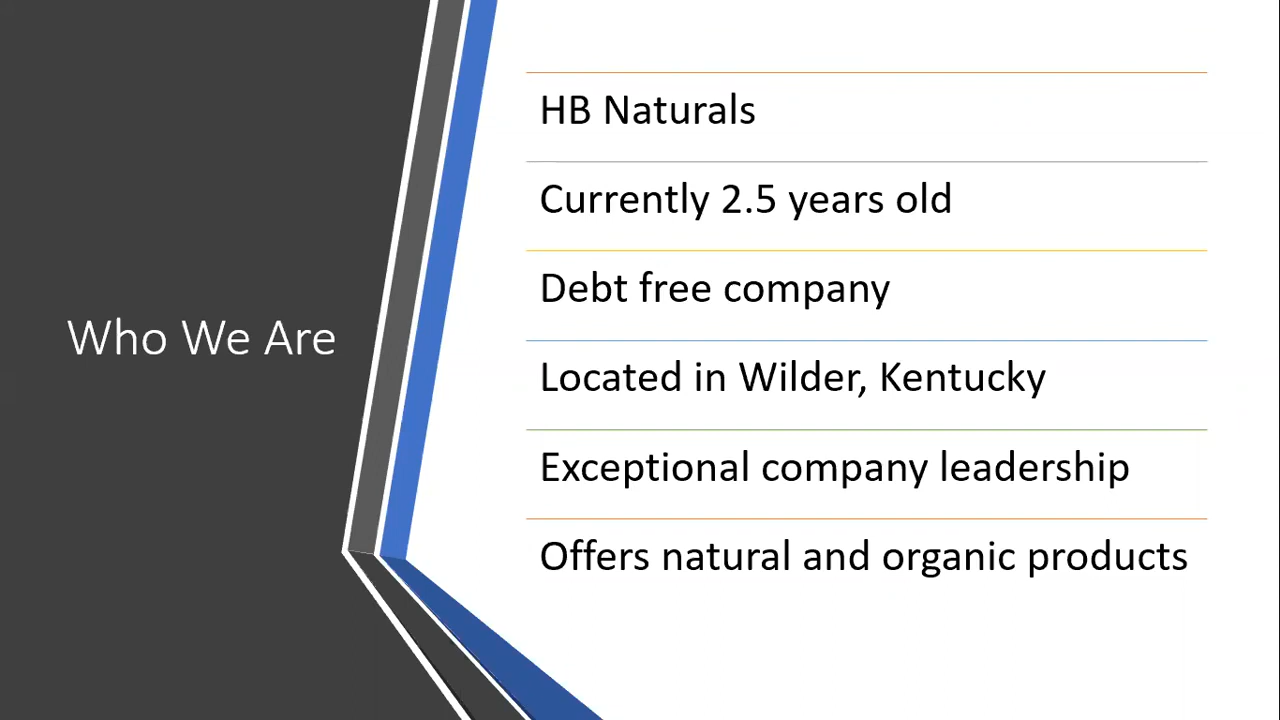 Who We Are
HB Naturals
Currently 2.5 years old
Debt free company
Located in Wilder, Kentucky
Exceptional company leadership
Offers natural and organic products